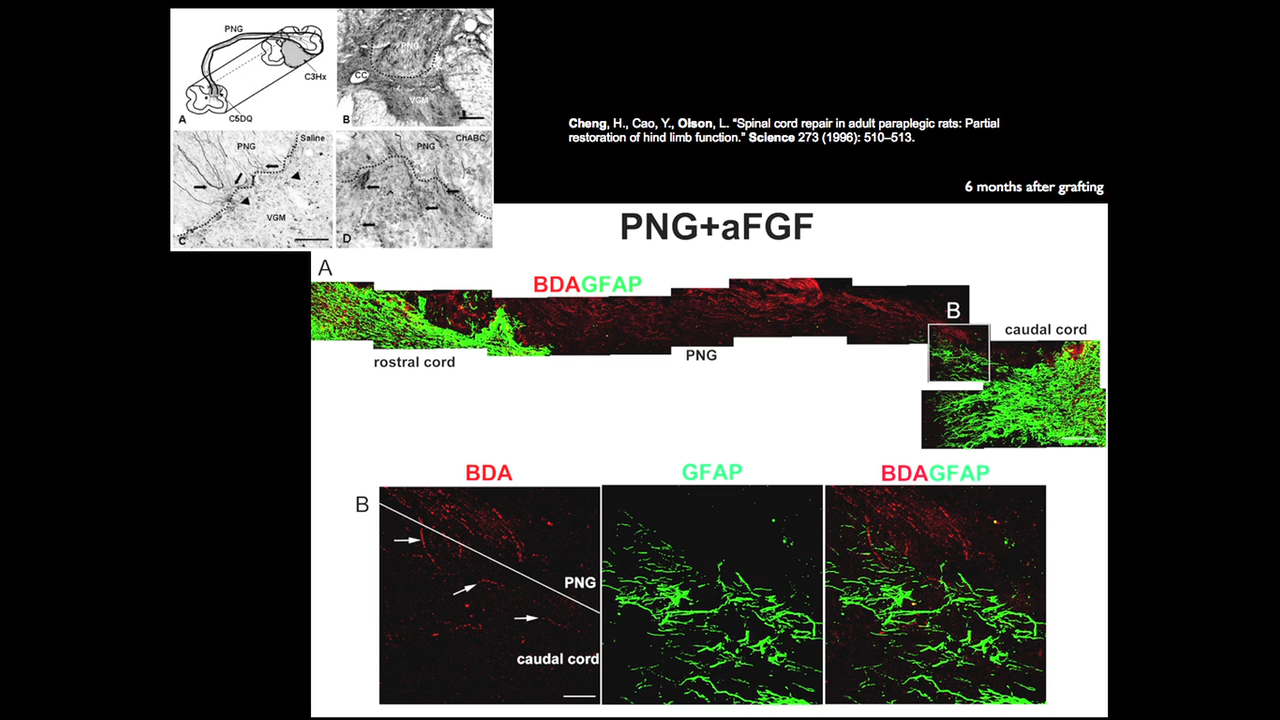 PNG
C3Hx
C5DQ
A
PNG
CC
VGM
B
Saline
PNG
VGM
C
ChABC
PNG
D
Cheng, H., Cao, Y., Olson, L. “Spinal cord repair in adult paraplegic rats: Partial
restoration of hind limb function.” Science 273 (1996): 510–513.
6 months after grafting
PNG+aFGF
A
BDAGFAP
B
caudal cord
rostral cord
PNG
BDA
GFAP
BDAGFAP
B
PNG
caudal cord